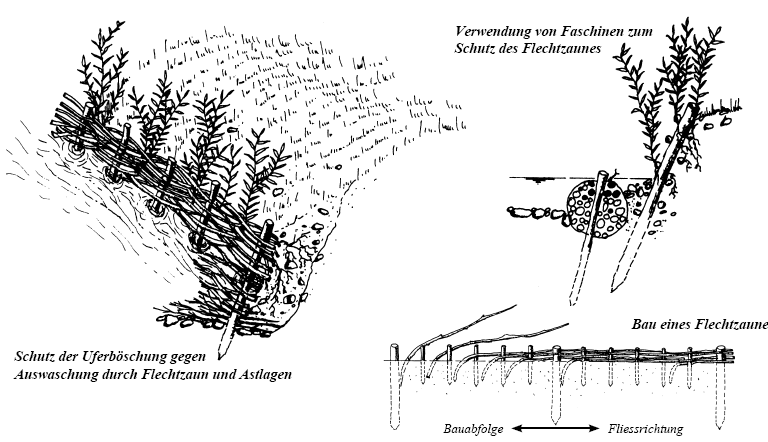 Verwendung von Faschinen zum
Schutz des Flechtzaunes
Schutz der Uferböschung gegen
Auswaschung durch Flechtzaun und Astlagen
Bau eines Flechtzaune
Bauabfolge
Fliessrichtung